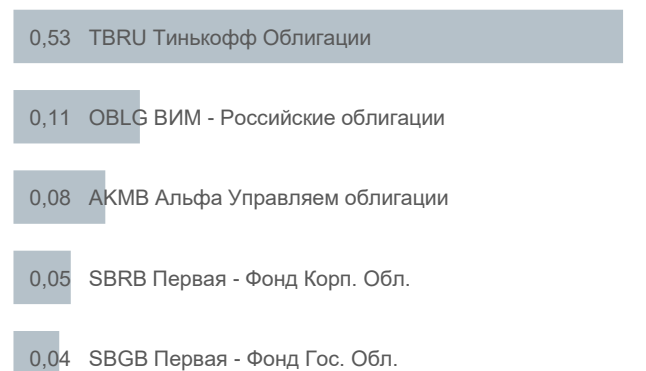 0,53 TBRU Тинькофф Облигации
0,11 OBLG ВИМ - Российские облигации
0,08 AKMB Альфа Управляем облигации
0,05 SBRB Первая - Фонд Корп. Обл.
0,04 SBGB Первая - Фонд Гос. Обл.